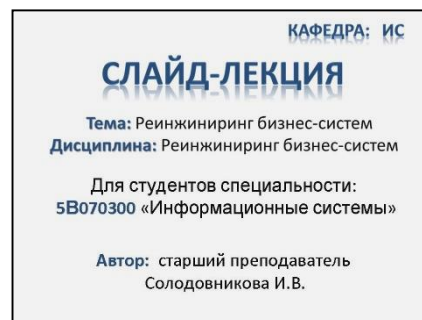 КАФЕДРА: ИС
СЛАЙД-ЛЕКЦИЯ
Тема: Реинжиниринг бизнес-систем
Дисциплина: Реинжиниринг бизнес-систем
Для студентов специальности:
5В070300 «Информационные системы»
Автор: старший преподаватель
Солодовникова И.В.